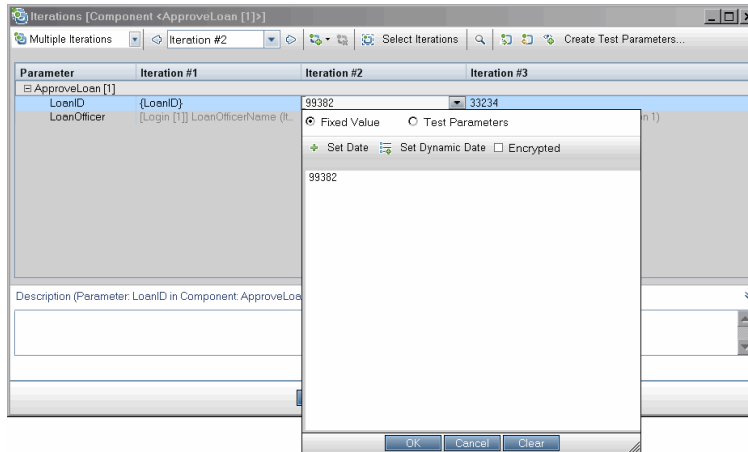 Iterations [Component <ApproveLoan [1]>]
Multiple Iterations Iteration #2 Select Iterations Create Test Parameters...
Parameter Iteration #1 Iteration #2 Iteration #3
ApproveLoan [1]
LoanID {LoanID} 99382 33234
LoanOfficer [Login [1]] LoanOfficerName (It... n 1)
Fixed Value Test Parameters
Set Date Set Dynamic Date Encrypted
99382
Description (Parameter: LoanID in Component: ApproveLoa
OK Cancel Clear